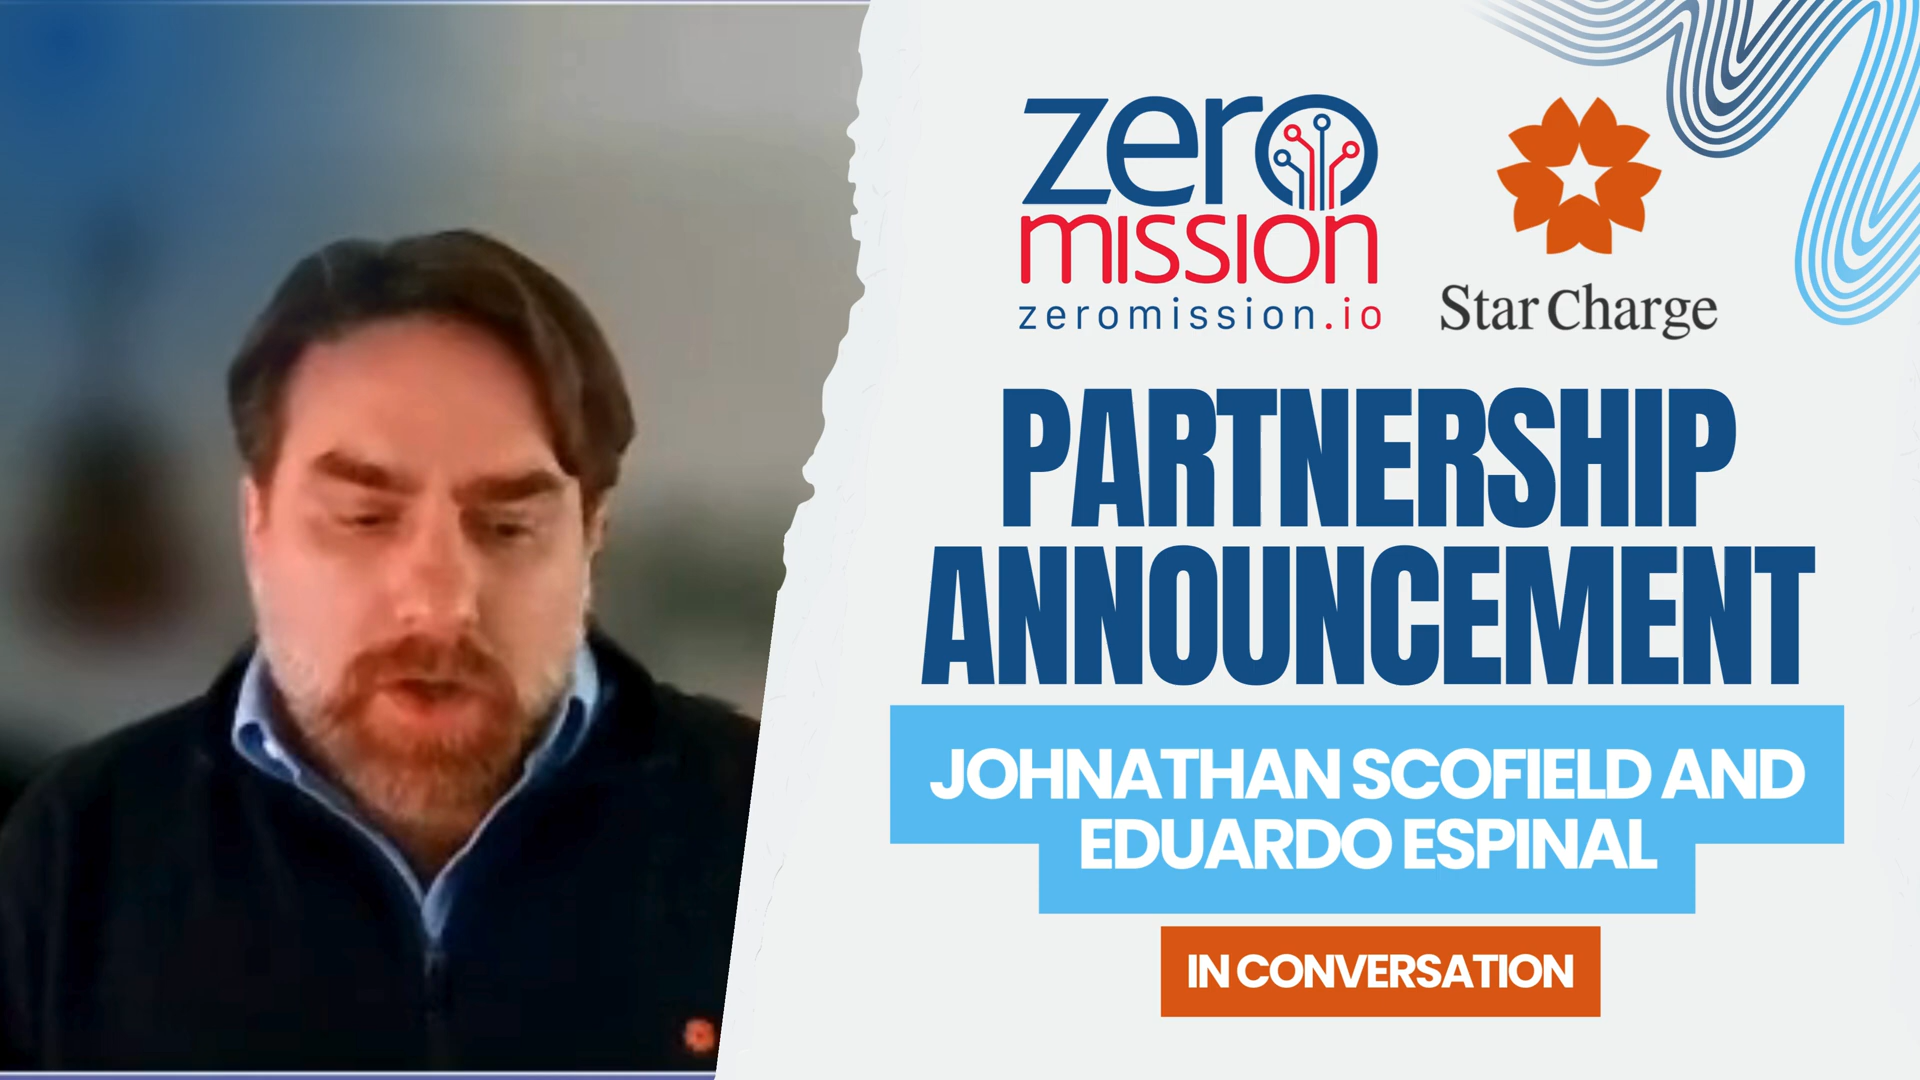 zero
mission
zeromission.io
Star Charge
PARTNERSHIP
ANNOUNCEMENT
JOHNATHAN SCOFIELD AND
EDUARDO ESPINAL
IN CONVERSATION